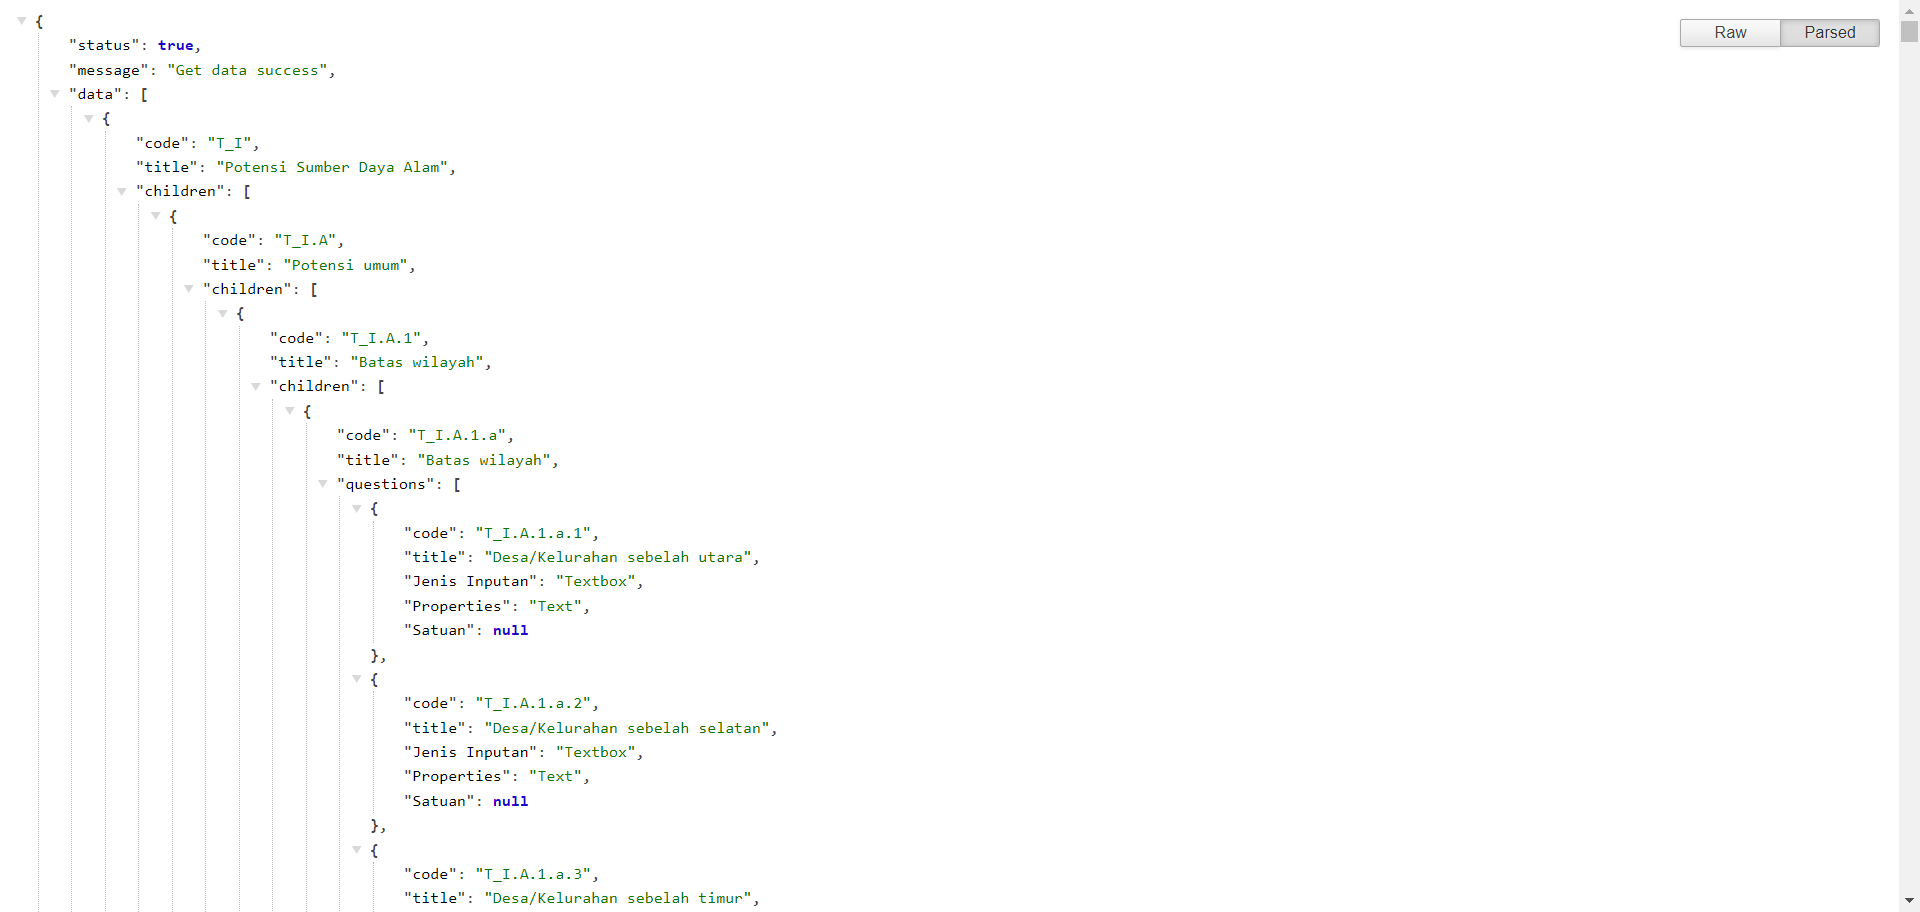 {
"status": true,
"message": "Get data success",
"data": [
{
"code": "T_I",
"title": "Potensi Sumber Daya Alam",
"children": [
{
"code": "T_I.A",
"title": "Potensi umum",
"children": [
{
"code": "T_I.A.1",
"title": "Batas wilayah",
"children": [
{
"code": "T_I.A.1.a",
"title": "Batas wilayah",
"questions": [
{
"code": "T_I.A.1.a.1",
"title": "Desa/Kelurahan sebelah utara",
"Jenis Inputan": "Textbox",
"Properties": "Text",
"Satuan": null
},
{
"code": "T_I.A.1.a.2",
"title": "Desa/Kelurahan sebelah selatan",
"Jenis Inputan": "Textbox",
"Properties": "Text",
"Satuan": null
},
{
"code": "T_I.A.1.a.3",
"title": "Desa/Kelurahan sebelah timur",
Raw Parsed